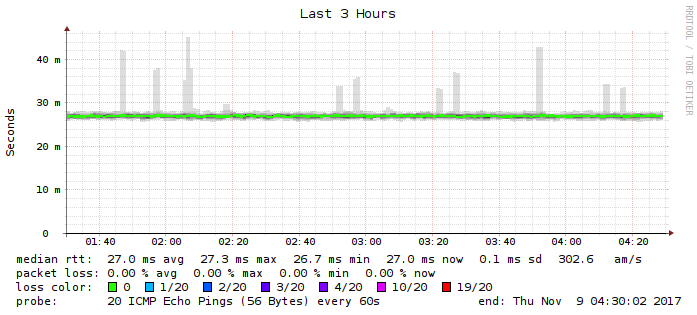 Last 3 Hours
RRDTOOL / TOBI OETIKER
Seconds
40 m
30 m
20 m
10 m
0
01:40 02:00 02:20 02:40 03:00 03:20 03:40 04:00 04:20
median rtt: 27.0 ms avg 27.3 ms max 26.7 ms min 27.0 ms now 0.1 ms sd 302.6 am/s
packet loss: 0.00 % avg 0.00 % max 0.00 % min 0.00 % now
loss color: 0 1/20 2/20 3/20 4/20 10/20 19/20
probe: 20 ICMP Echo Pings (56 Bytes) every 60s end: Thu Nov 9 04:30:02 2017